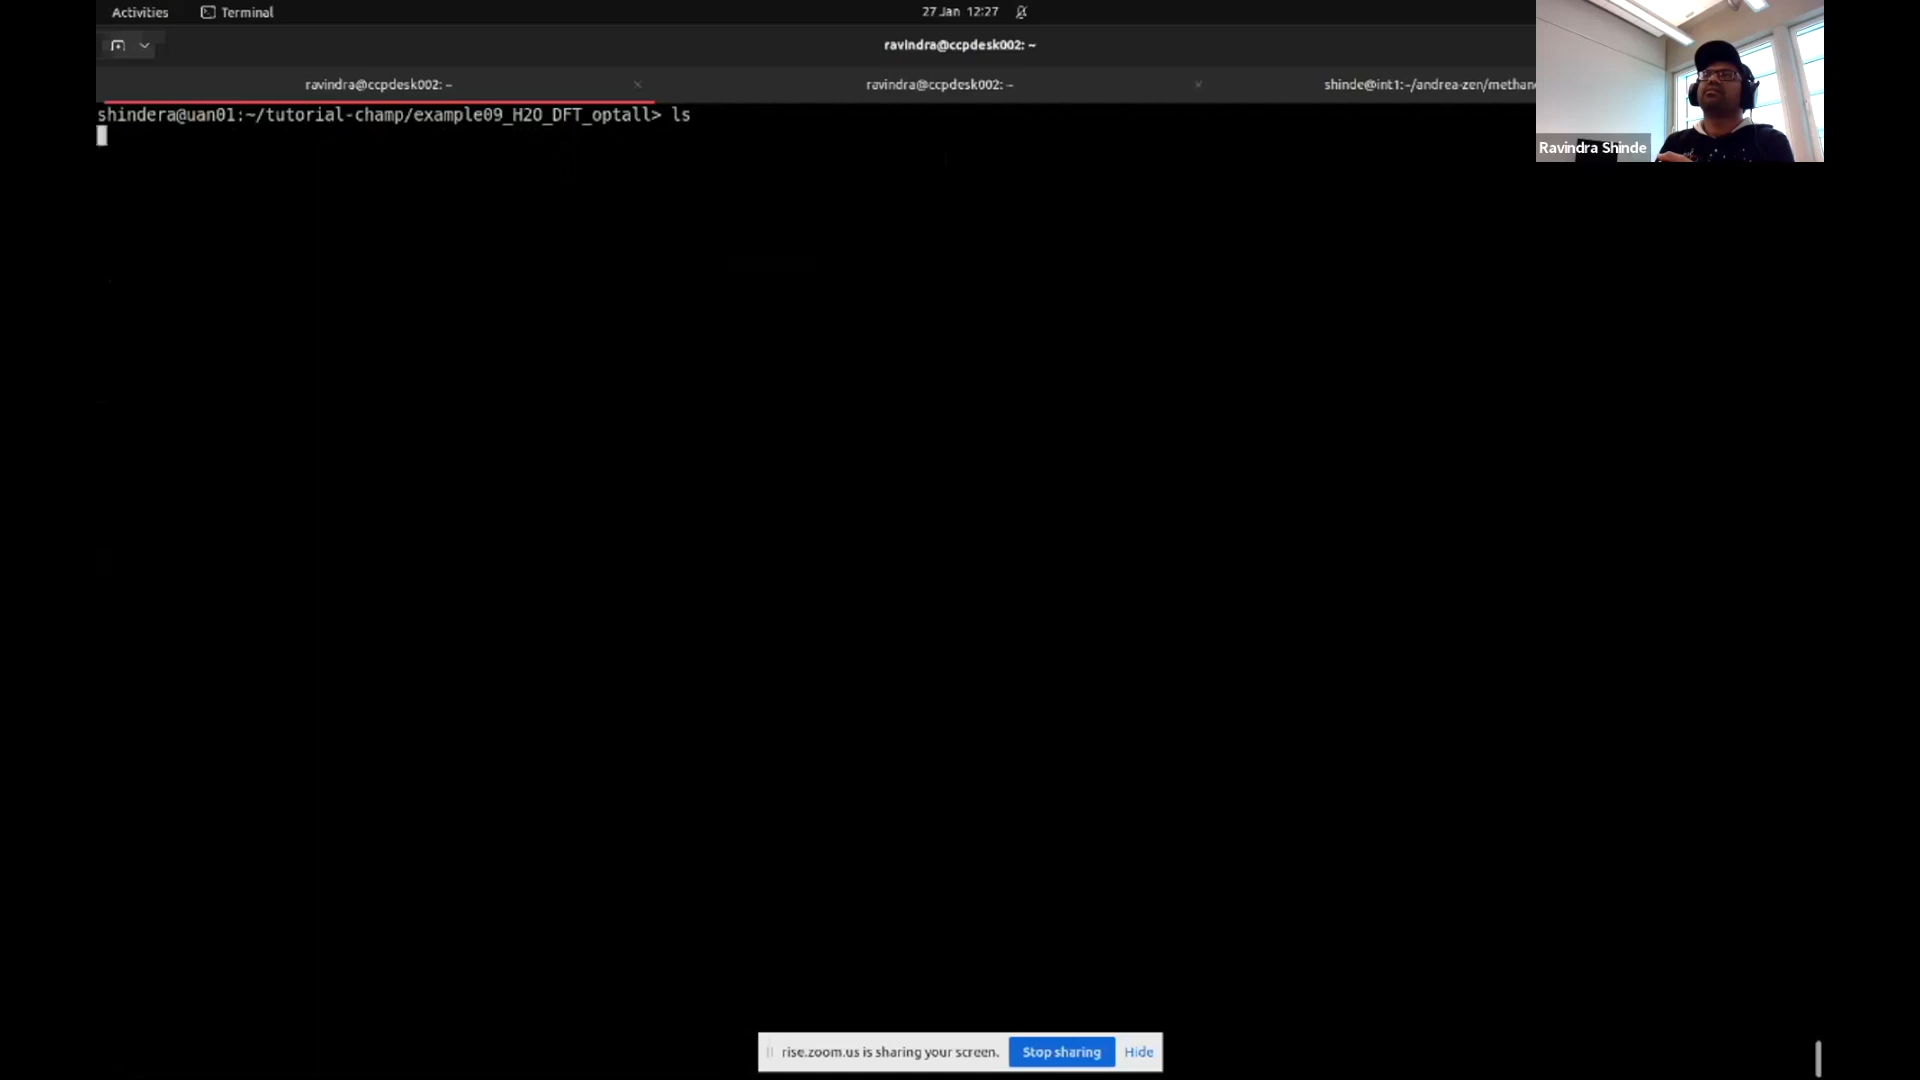 Activities
Terminal
27 Jan 12:27
ravindra@ccpdesk002: ~
ravindra@ccpdesk002: ~
ravindra@ccpdesk002: ~
shinde@int1:~/andrea-zen/methan
shindera@uan01:~/tutorial-champ/example09_H2O_DFT_optall> ls
Ravindra Shinde
rise.zoom.us is sharing your screen.
Stop sharing
Hide